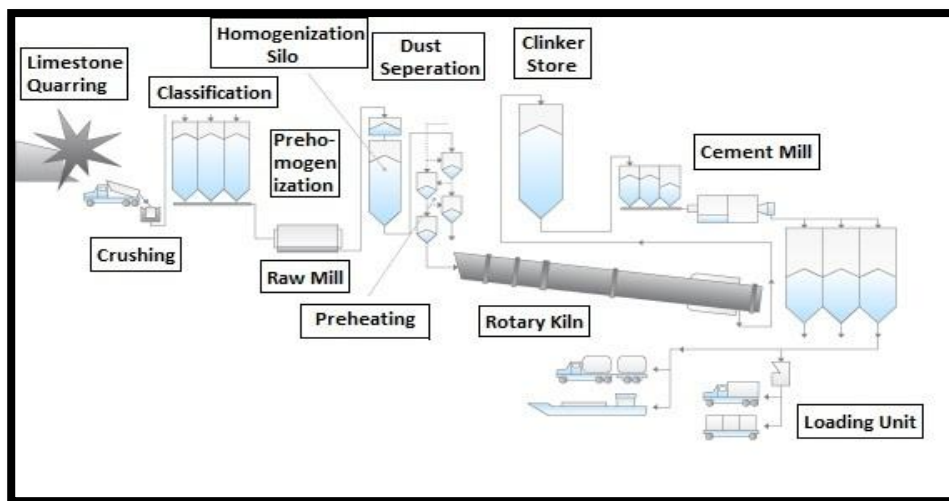 Limestone
Quarring
Classification
Homogenization
Silo
Dust
Seperation
Clinker
Store
Preho-
mogen
ization
Cement Mill
Crushing
Raw Mill
Preheating
Rotary Kiln
Loading Unit